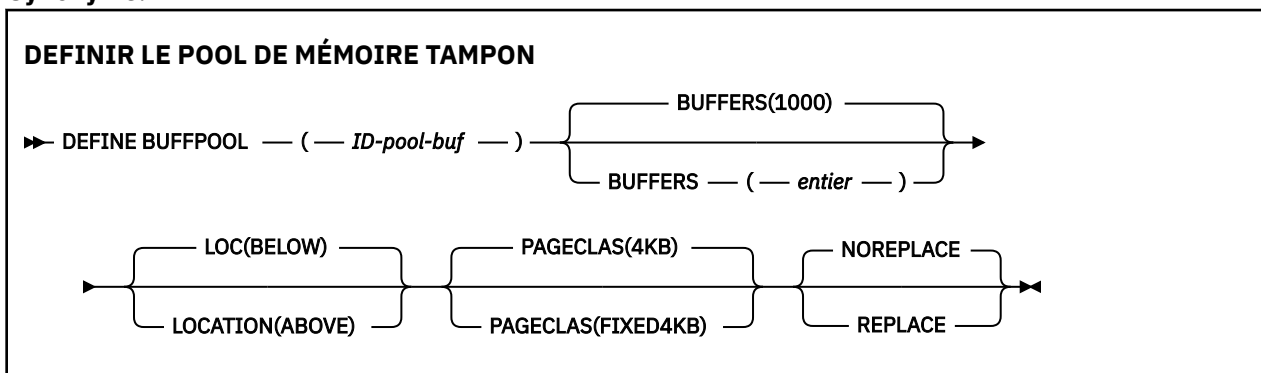 DEFINIR LE POOL DE MÉMOIRE TAMPON
BUFFERS(1000)
DEFINE BUFFPOOL ( ID-pool-buf )
BUFFERS ( entier )
LOC(BELOW) PAGECLAS(4KB) NOREPLACE
LOCATION(ABOVE) PAGECLAS(FIXED4KB) REPLACE